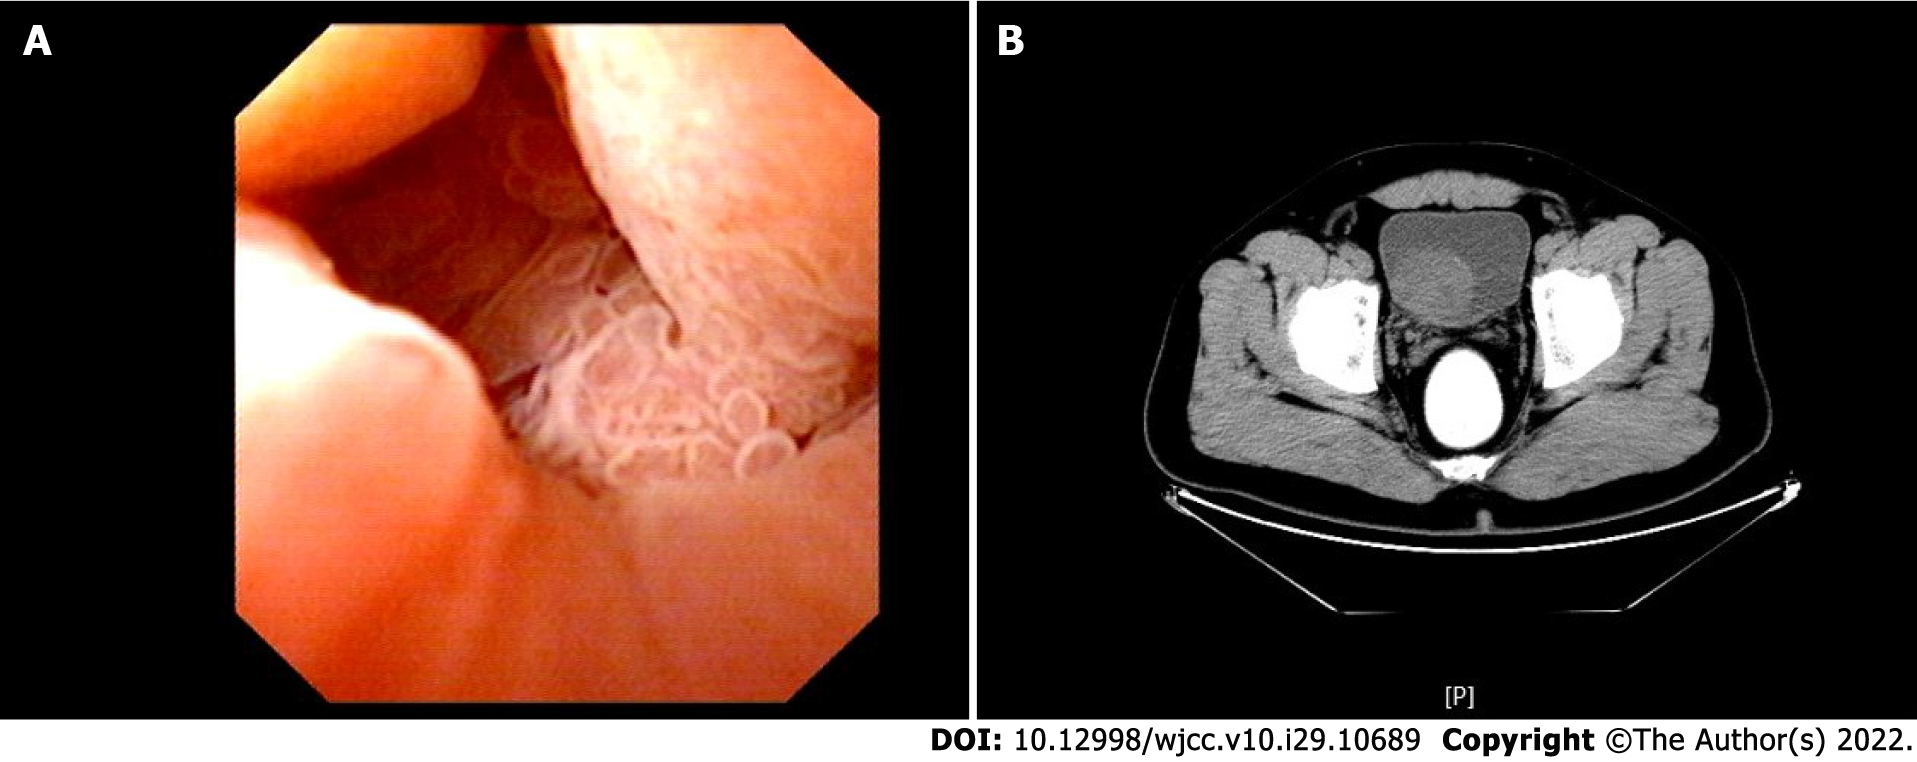 A
B
[P]
DOI: 10.12998/wjcc.v10.i29.10689 Copyright ©The Author(s) 2022.